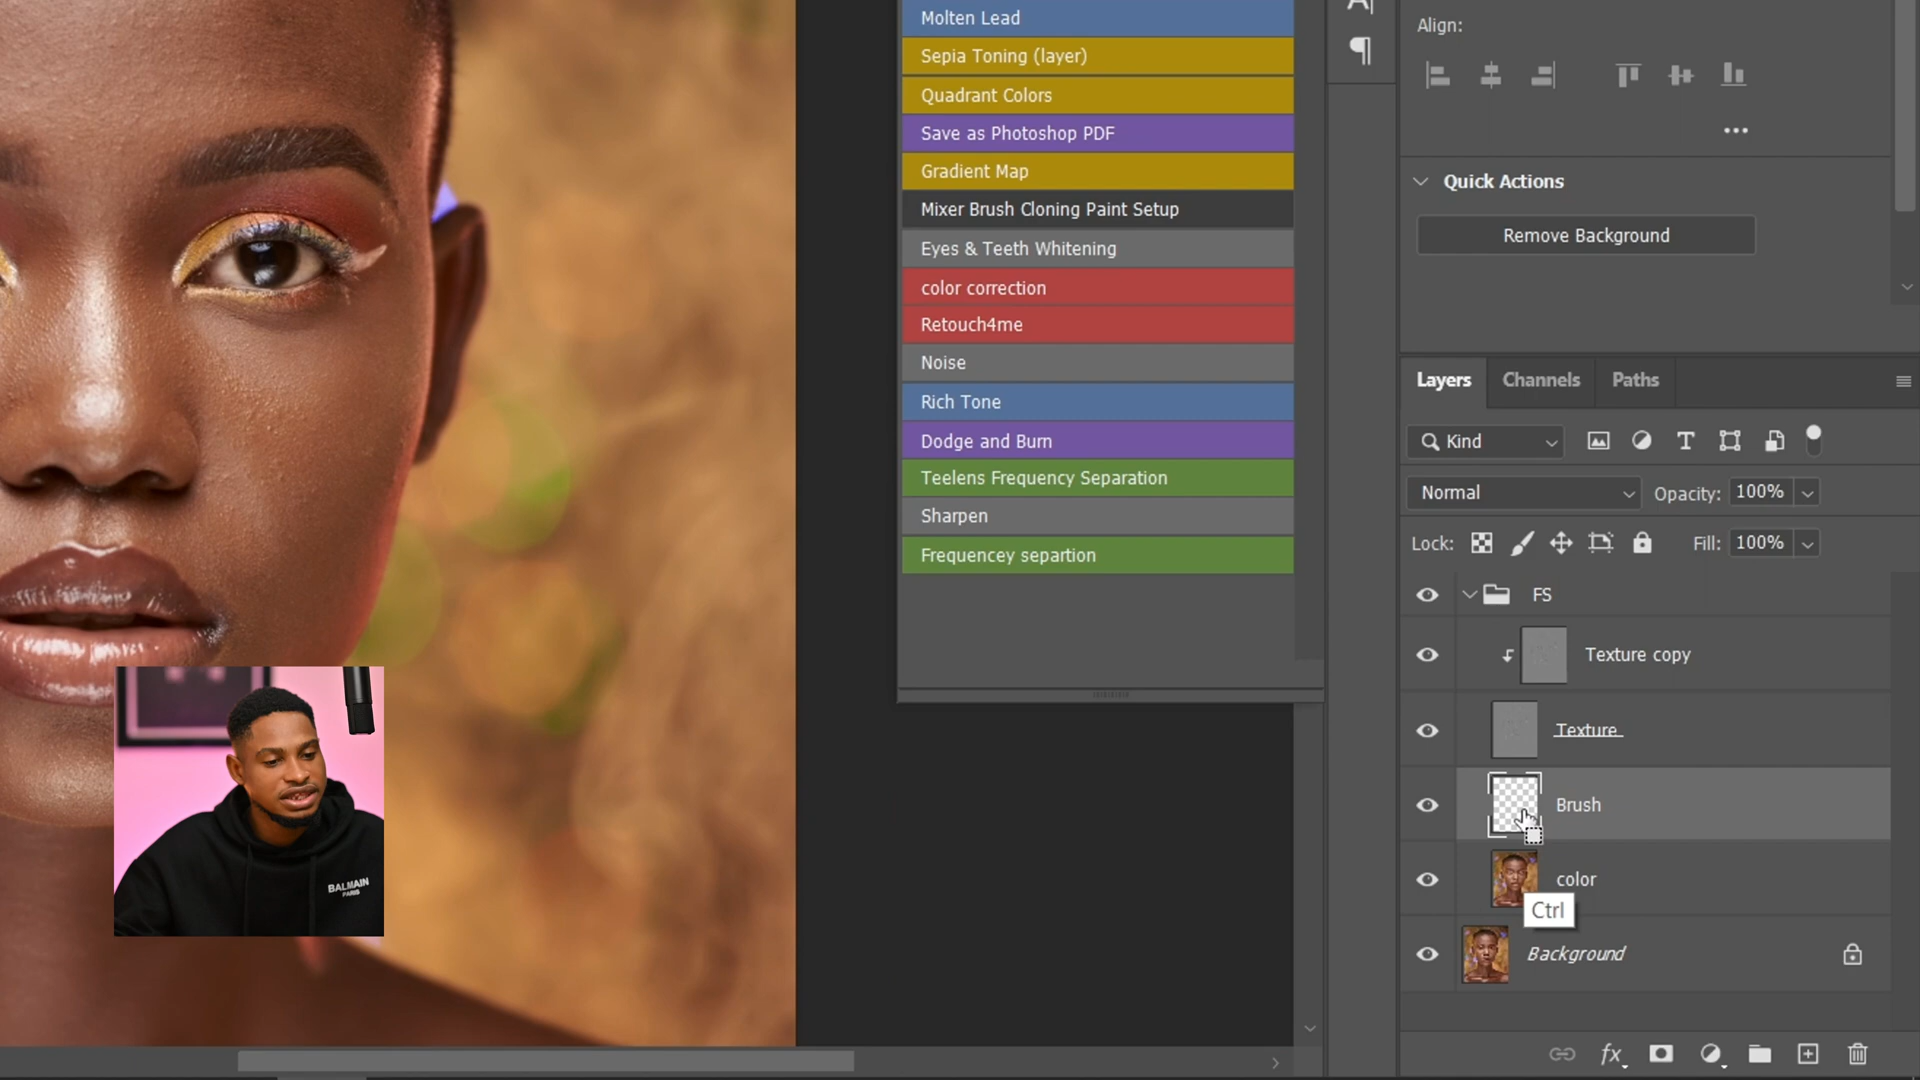 Molten Lead
Sepia Toning (layer)
Quadrant Colors
Save as Photoshop PDF
Gradient Map
Mixer Brush Cloning Paint Setup
Eyes & Teeth Whitening
color correction
Retouch4me
Noise
Rich Tone
Dodge and Burn
Teelens Frequency Separation
Sharpen
Frequencey separtion
Align:
Quick Actions
Remove Background
Layers Channels Paths
Kind
Normal Opacity: 100%
Lock: Fill: 100%
FS
Texture copy
Texture
Brush
color
Ctrl
Background
fx
BALMAIN
PARIS